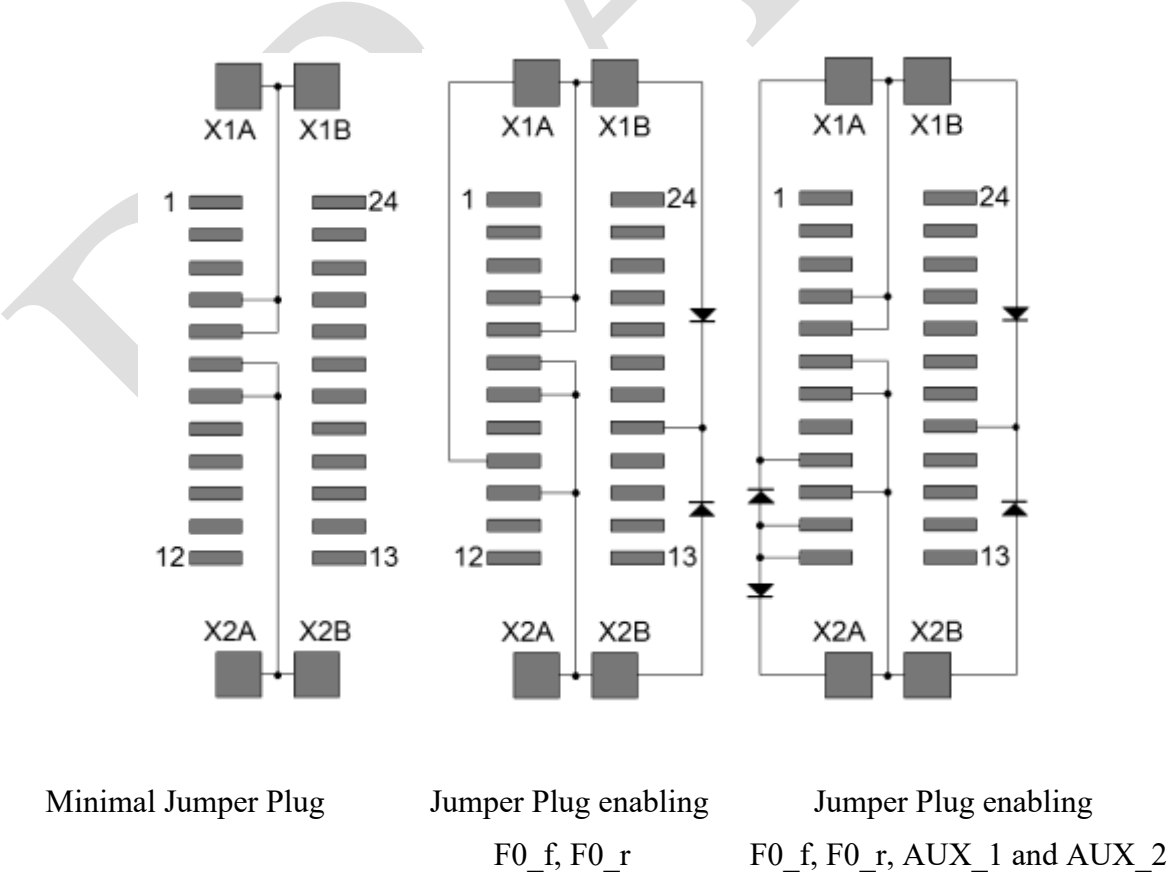 X1A X1B X1A X1B X1A X1B
1 24 1 24 1 24
12 13 12 13 13
X2A X2B X2A X2B X2A X2B
Minimal Jumper Plug
Jumper Plug enabling
F0_f, F0_r
Jumper Plug enabling
F0_f, F0_r, AUX_1 and AUX_2